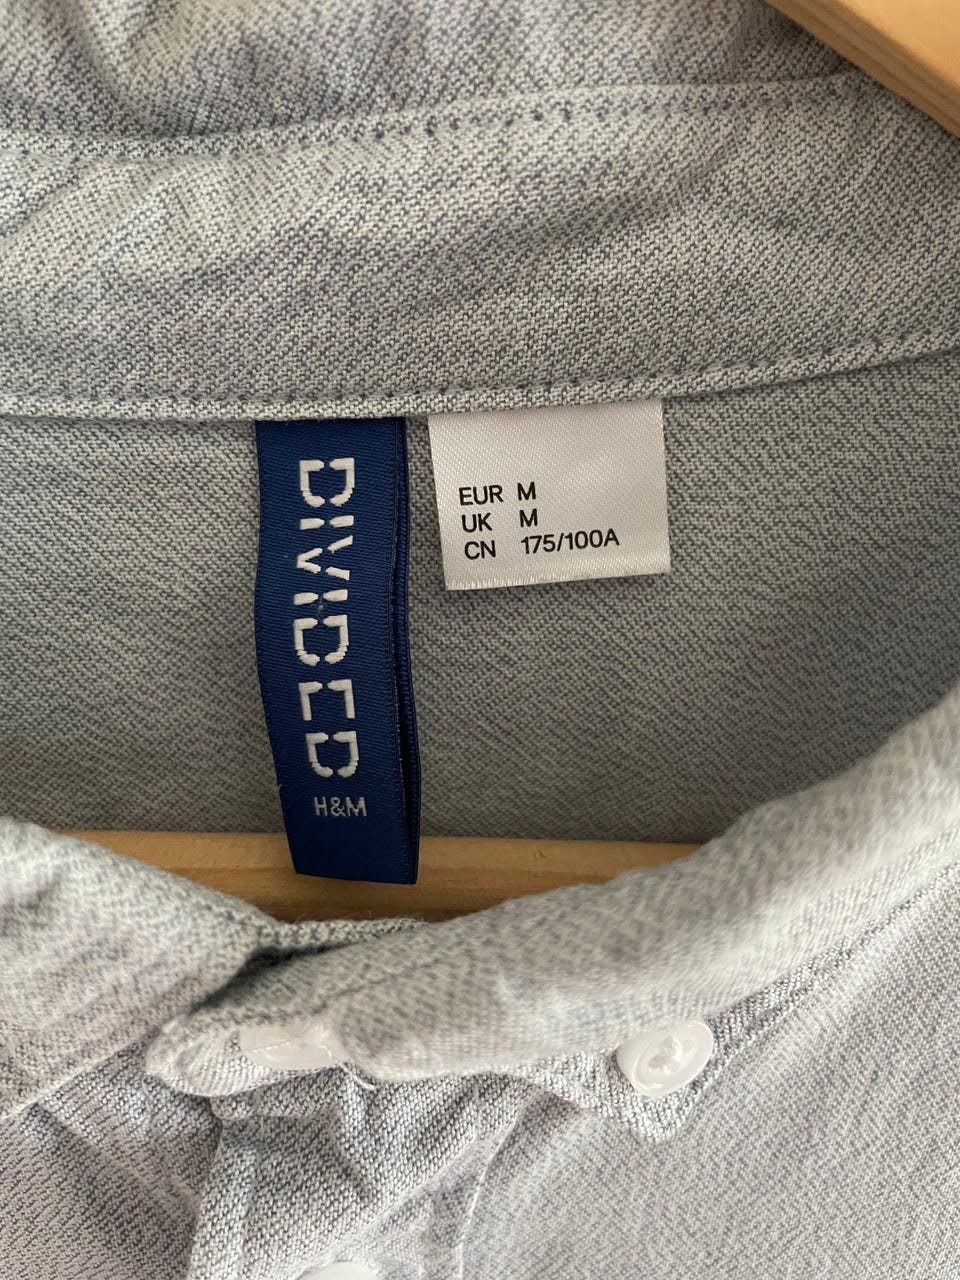 DIVIDED
H&M
EUR M
UK M
CN 175/100A